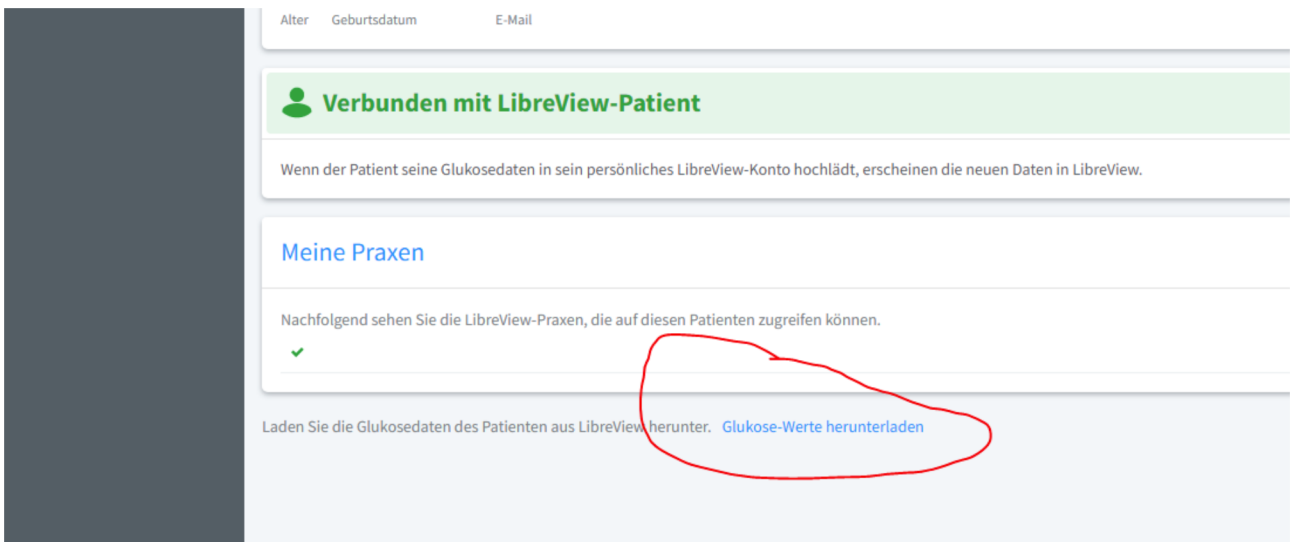 Alter Geburtsdatum E-Mail
Verbunden mit LibreView-Patient
Wenn der Patient seine Glukosedaten in sein persönliches LibreView-Konto hochlädt, erscheinen die neuen Daten in LibreView.
Meine Praxen
Nachfolgend sehen Sie die LibreView-Praxen, die auf diesen Patienten zugreifen können.
Laden Sie die Glukosedaten des Patienten aus LibreView herunter. Glukose-Werte herunterladen